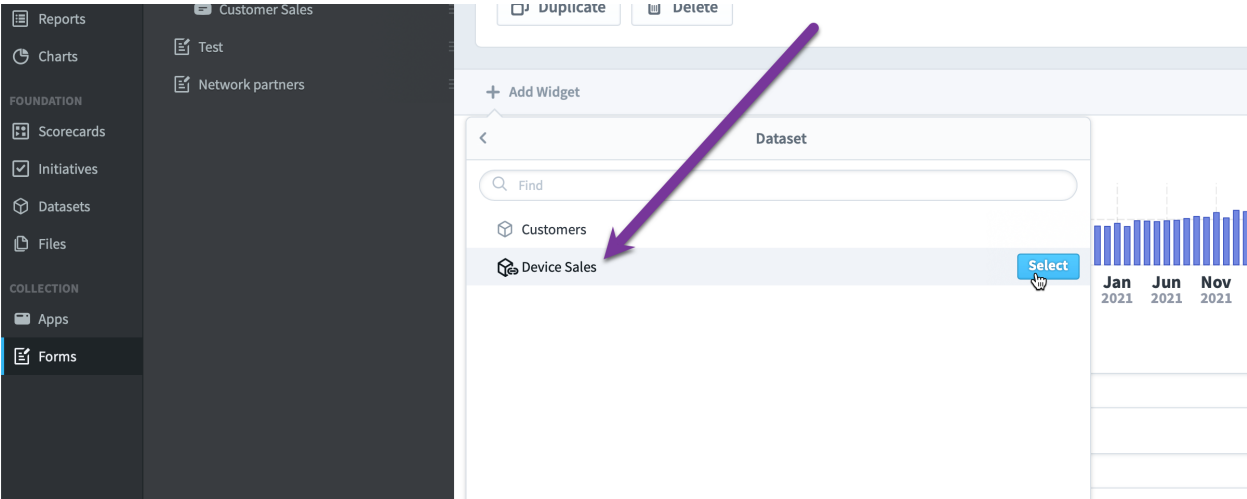 Reports
Charts
FOUNDATION
Scorecards
Initiatives
Datasets
Files
COLLECTION
Apps
Forms
Customer Sales
Test
Network partners
Duplicate
Delete
Add Widget
Dataset
Find
Customers
Device Sales
Select
Jan Jun Nov
2021 2021 2021